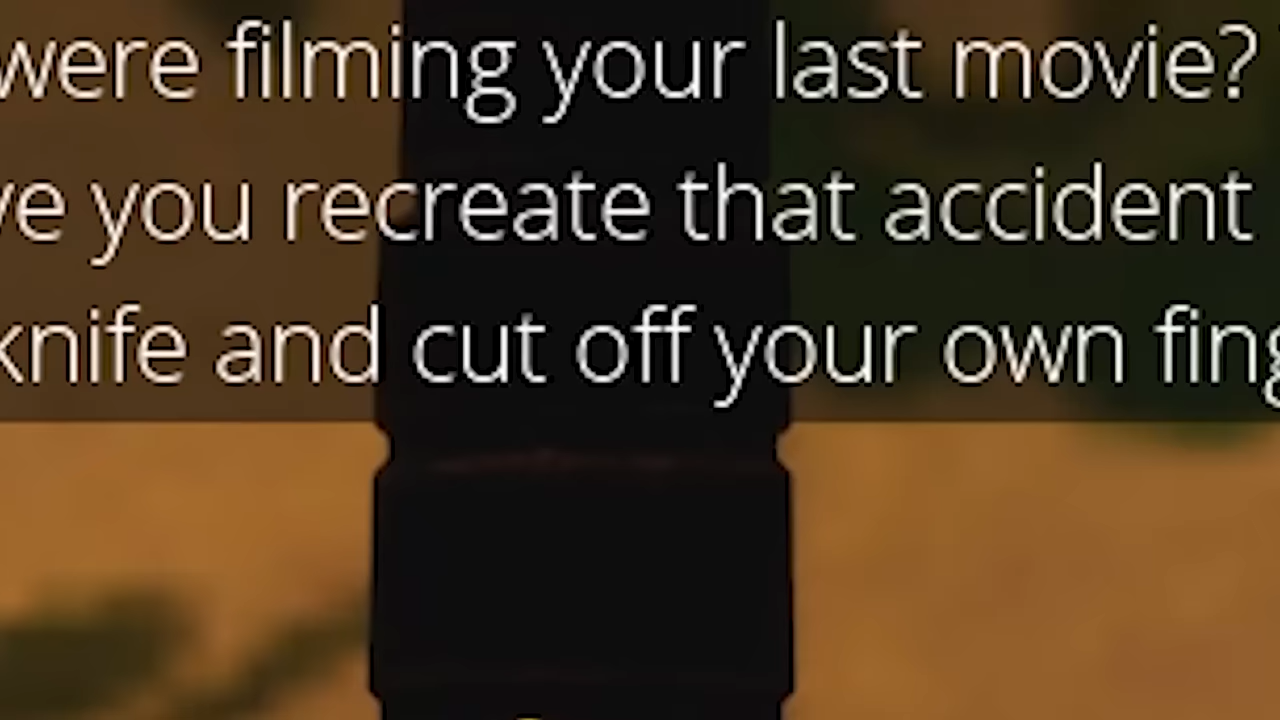 were filming your last movie?
you recreate that accident
knife and cut off your own